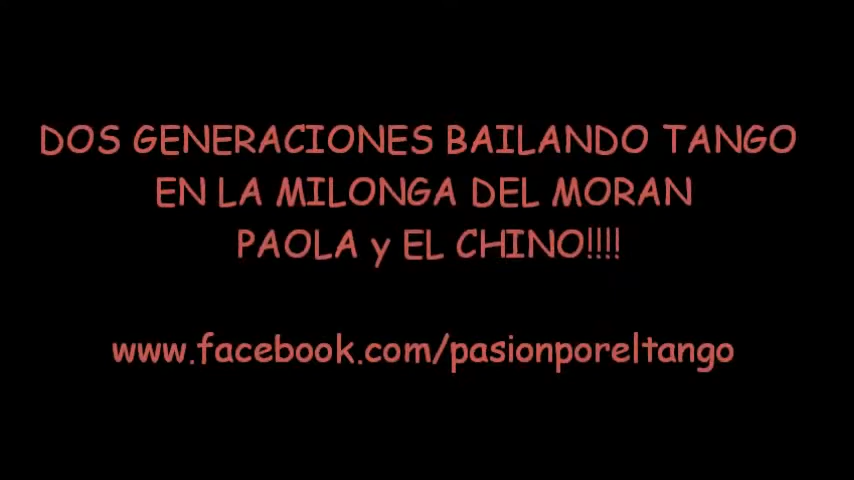 DOS GENERACIONES BAILANDO TANGO
EN LA MILONGA DEL MORAN
PAOLA y EL CHINO!!!!
www.facebook.com/pasionporeltango